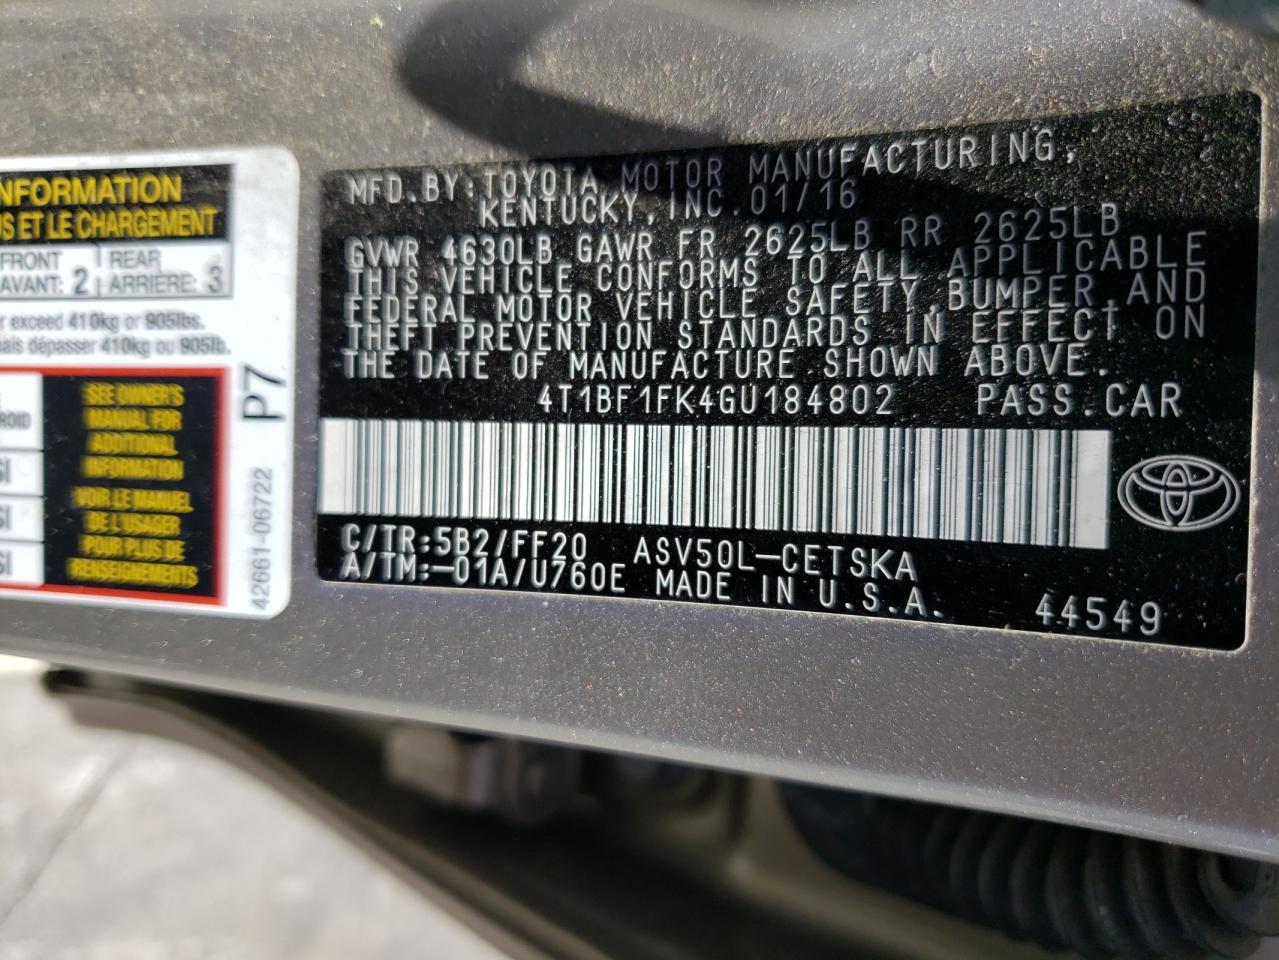 NFORMATION
US ET LE CHARGEMENT
FRONT
AVANT: 2
REAR
ARRIÈRE: 3
exceed 410kg or 905lbs.
dépasser 410kg ou 905lb.
SEE OWNER'S
MANUAL FOR
ADDITIONAL
INFORMATION
VOIR LE MANUEL
DE L'USAGER
POUR PLUS DE
RENSEIGNEMENTS
P7
42661-06722
MFD. BY: TOYOTA MOTOR MANUFACTURING,
KENTUCKY, INC. 01/16
GVWR 4630LB GAWR FR 2625LB RR 2625LB
THIS VEHICLE CONFORMS TO ALL APPLICABLE
FEDERAL MOTOR VEHICLE SAFETY, BUMPER, AND
THEFT PREVENTION STANDARDS IN EFFECT ON
THE DATE OF MANUFACTURE SHOWN ABOVE.
4T1BF1FK4GU184802 PASS. CAR
C/TR: 5B2/FF20 ASV50L-CETSKA
A/TM: -01A/U760E MADE IN U.S.A. 44549